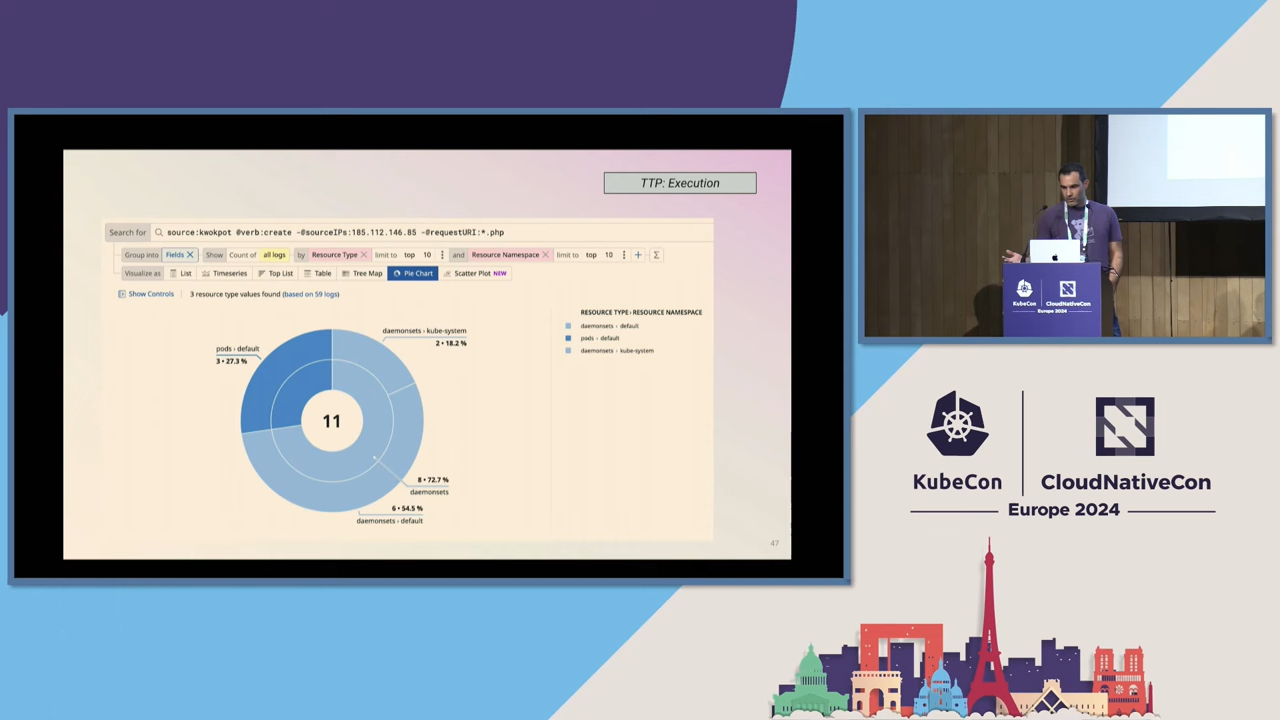 TTP: Execution
Search for source:kwokpot @verb:create -@sourceIPs:185.112.146.85 -@requestURI:*.php
Group into Fields X Show Count of all logs by Resource Type X limit to top 10 and Resource Namespace X limit to top 10 + Σ
Visualize as List Timeseries Top List Table Tree Map Pie Chart Scatter Plot NEW
Show Controls 3 resource type values found (based on 59 logs)
RESOURCE TYPE › RESOURCE NAMESPACE
daemonsets › default
pods › default
daemonsets › kube-system
daemonsets › kube-system
2 • 18.2 %
pods › default
3 • 27.3 %
11
8 • 72.7 %
daemonsets
6 • 54.5 %
daemonsets › default
47
KubeCon CloudNativeCon
Europe 2024
KubeCon CloudNativeCon
Europe 2024